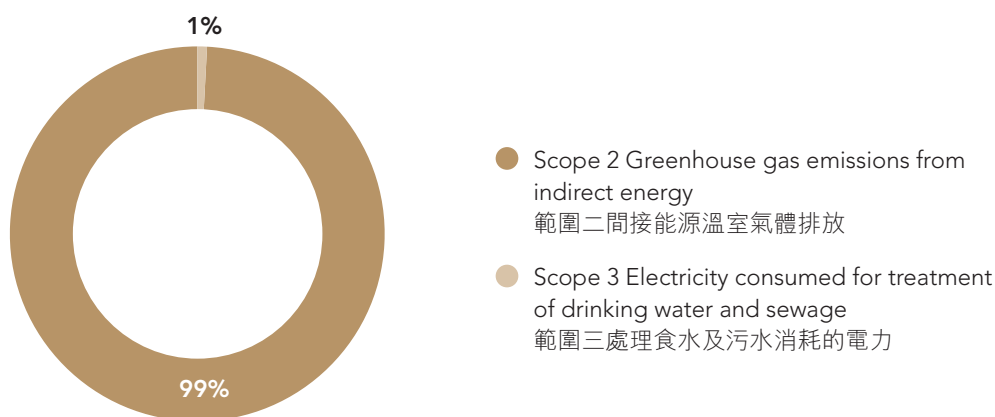 1%
99%
Scope 2 Greenhouse gas emissions from
indirect energy
範圍二間接能源溫室氣體排放
Scope 3 Electricity consumed for treatment
of drinking water and sewage
範圍三處理食水及污水消耗的電力